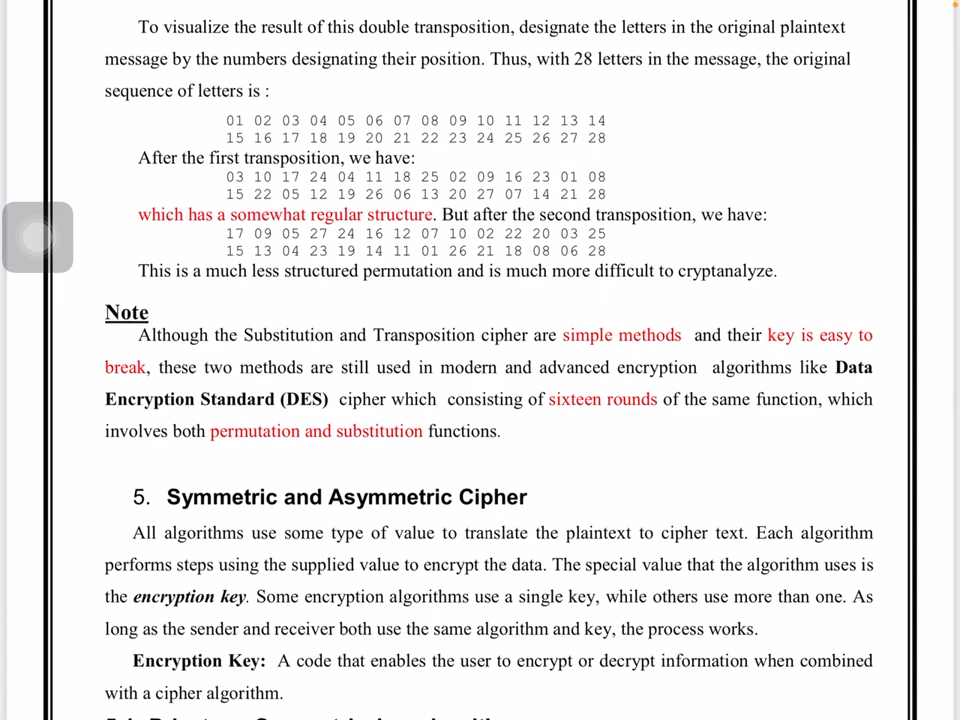 To visualize the result of this double transposition, designate the letters in the original plaintext
message by the numbers designating their position. Thus, with 28 letters in the message, the original
sequence of letters is :
01 02 03 04 05 06 07 08 09 10 11 12 13 14
15 16 17 18 19 20 21 22 23 24 25 26 27 28
After the first transposition, we have:
03 10 17 24 04 11 18 25 02 09 16 23 01 08
15 22 05 12 19 26 06 13 20 27 07 14 21 28
which has a somewhat regular structure. But after the second transposition, we have:
17 09 05 27 24 16 12 07 10 02 22 20 03 25
15 13 04 23 19 14 11 01 26 21 18 08 06 28
This is a much less structured permutation and is much more difficult to cryptanalyze.
Note
Although the Substitution and Transposition cipher are simple methods and their key is easy to
break, these two methods are still used in modern and advanced encryption algorithms like Data
Encryption Standard (DES) cipher which consisting of sixteen rounds of the same function, which
involves both permutation and substitution functions.
5. Symmetric and Asymmetric Cipher
All algorithms use some type of value to translate the plaintext to cipher text. Each algorithm
performs steps using the supplied value to encrypt the data. The special value that the algorithm uses is
the encryption key. Some encryption algorithms use a single key, while others use more than one. As
long as the sender and receiver both use the same algorithm and key, the process works.
Encryption Key: A code that enables the user to encrypt or decrypt information when combined
with a cipher algorithm.